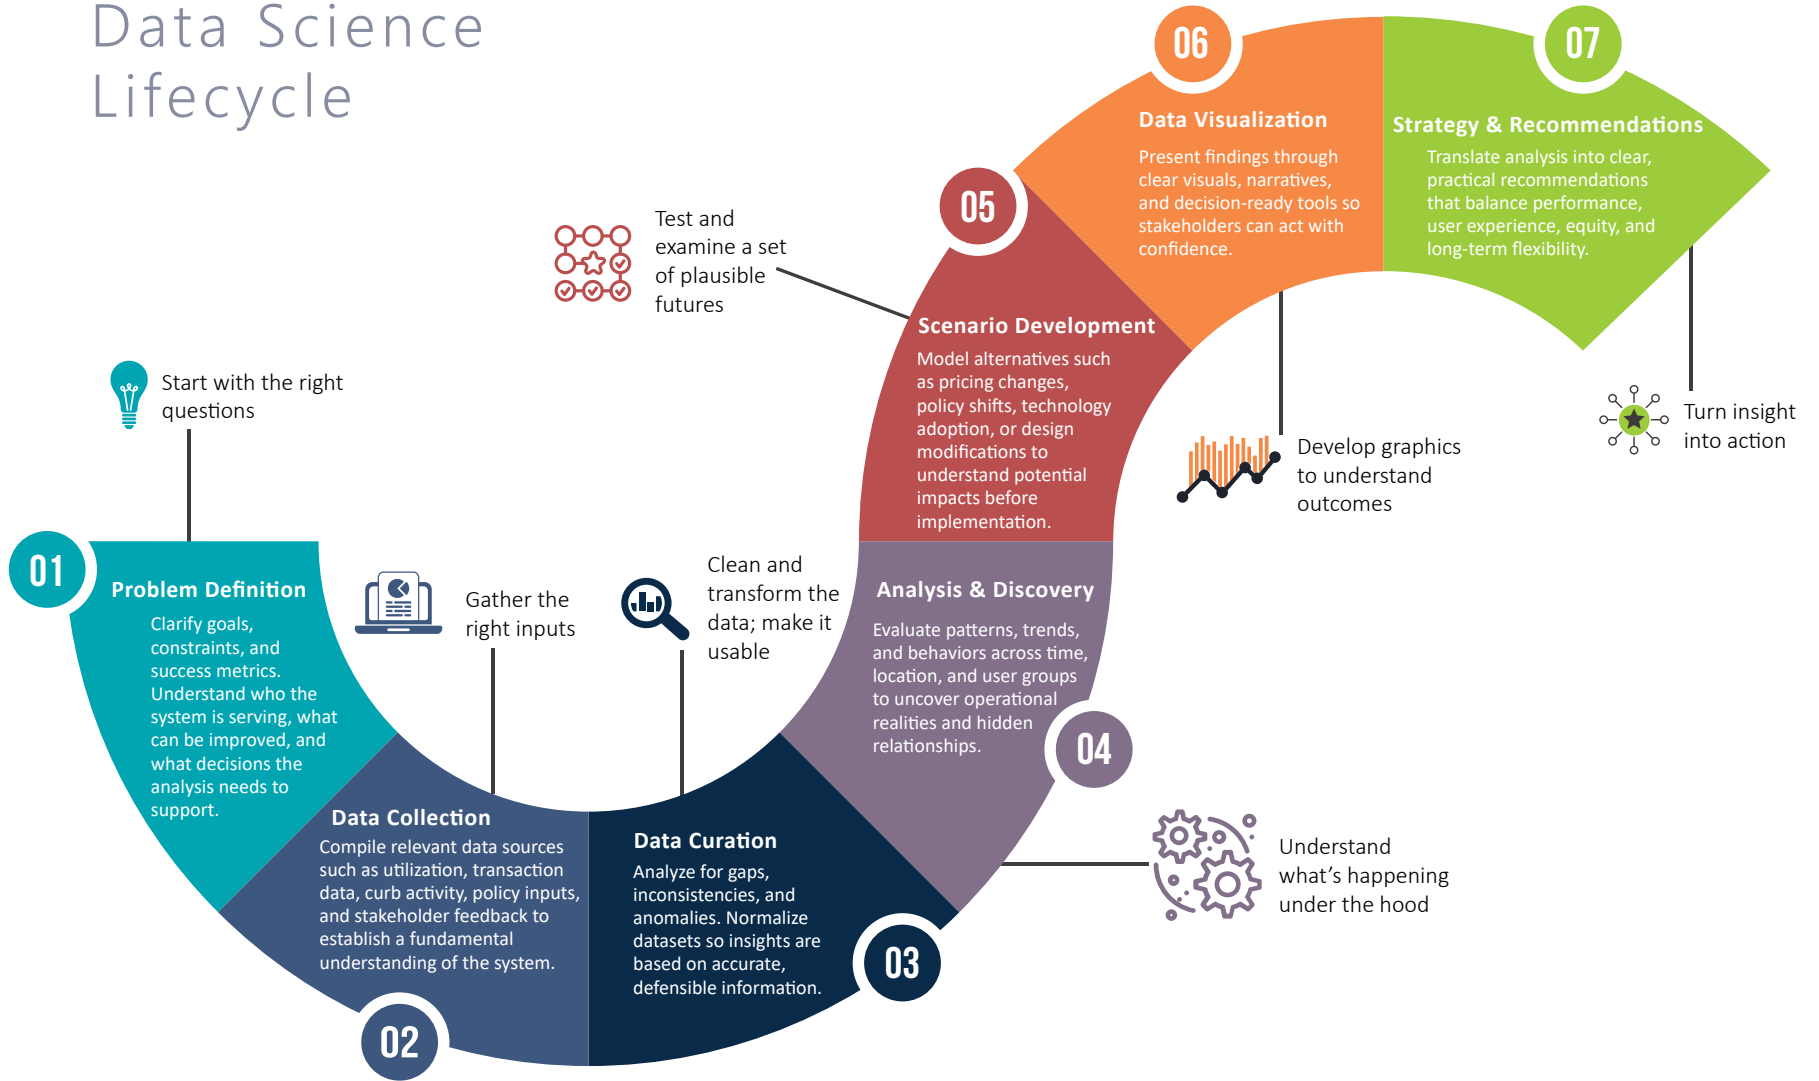 Data Science
Lifecycle
01
Start with the right
questions
Problem Definition
Clarify goals,
constraints, and
success metrics.
Understand who the
system is serving, what
can be improved, and
what decisions the
analysis needs to
support.
02
Gather the
right inputs
Data Collection
Compile relevant data sources
such as utilization, transaction
data, curb activity, policy inputs,
and stakeholder feedback to
establish a fundamental
understanding of the system.
03
Clean and
transform the
data; make it
usable
Data Curation
Analyze for gaps,
inconsistencies, and
anomalies. Normalize
datasets so insights are
based on accurate,
defensible information.
04
Analysis & Discovery
Evaluate patterns, trends,
and behaviors across time,
location, and user groups
to uncover operational
realities and hidden
relationships.
Understand
what’s happening
under the hood
05
Test and
examine a set
of plausible
futures
Scenario Development
Model alternatives such
as pricing changes,
policy shifts, technology
adoption, or design
modifications to
understand potential
impacts before
implementation.
06
Data Visualization
Present findings through
clear visuals, narratives,
and decision-ready tools so
stakeholders can act with
confidence.
Develop graphics
to understand
outcomes
07
Strategy & Recommendations
Translate analysis into clear,
practical recommendations
that balance performance,
user experience, equity, and
long-term flexibility.
Turn insight
into action